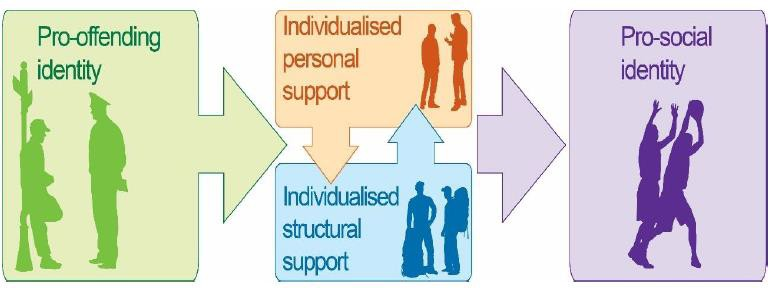 Pro-offending
identity
Individualised
personal
support
Individualised
structural
support
Pro-social
identity